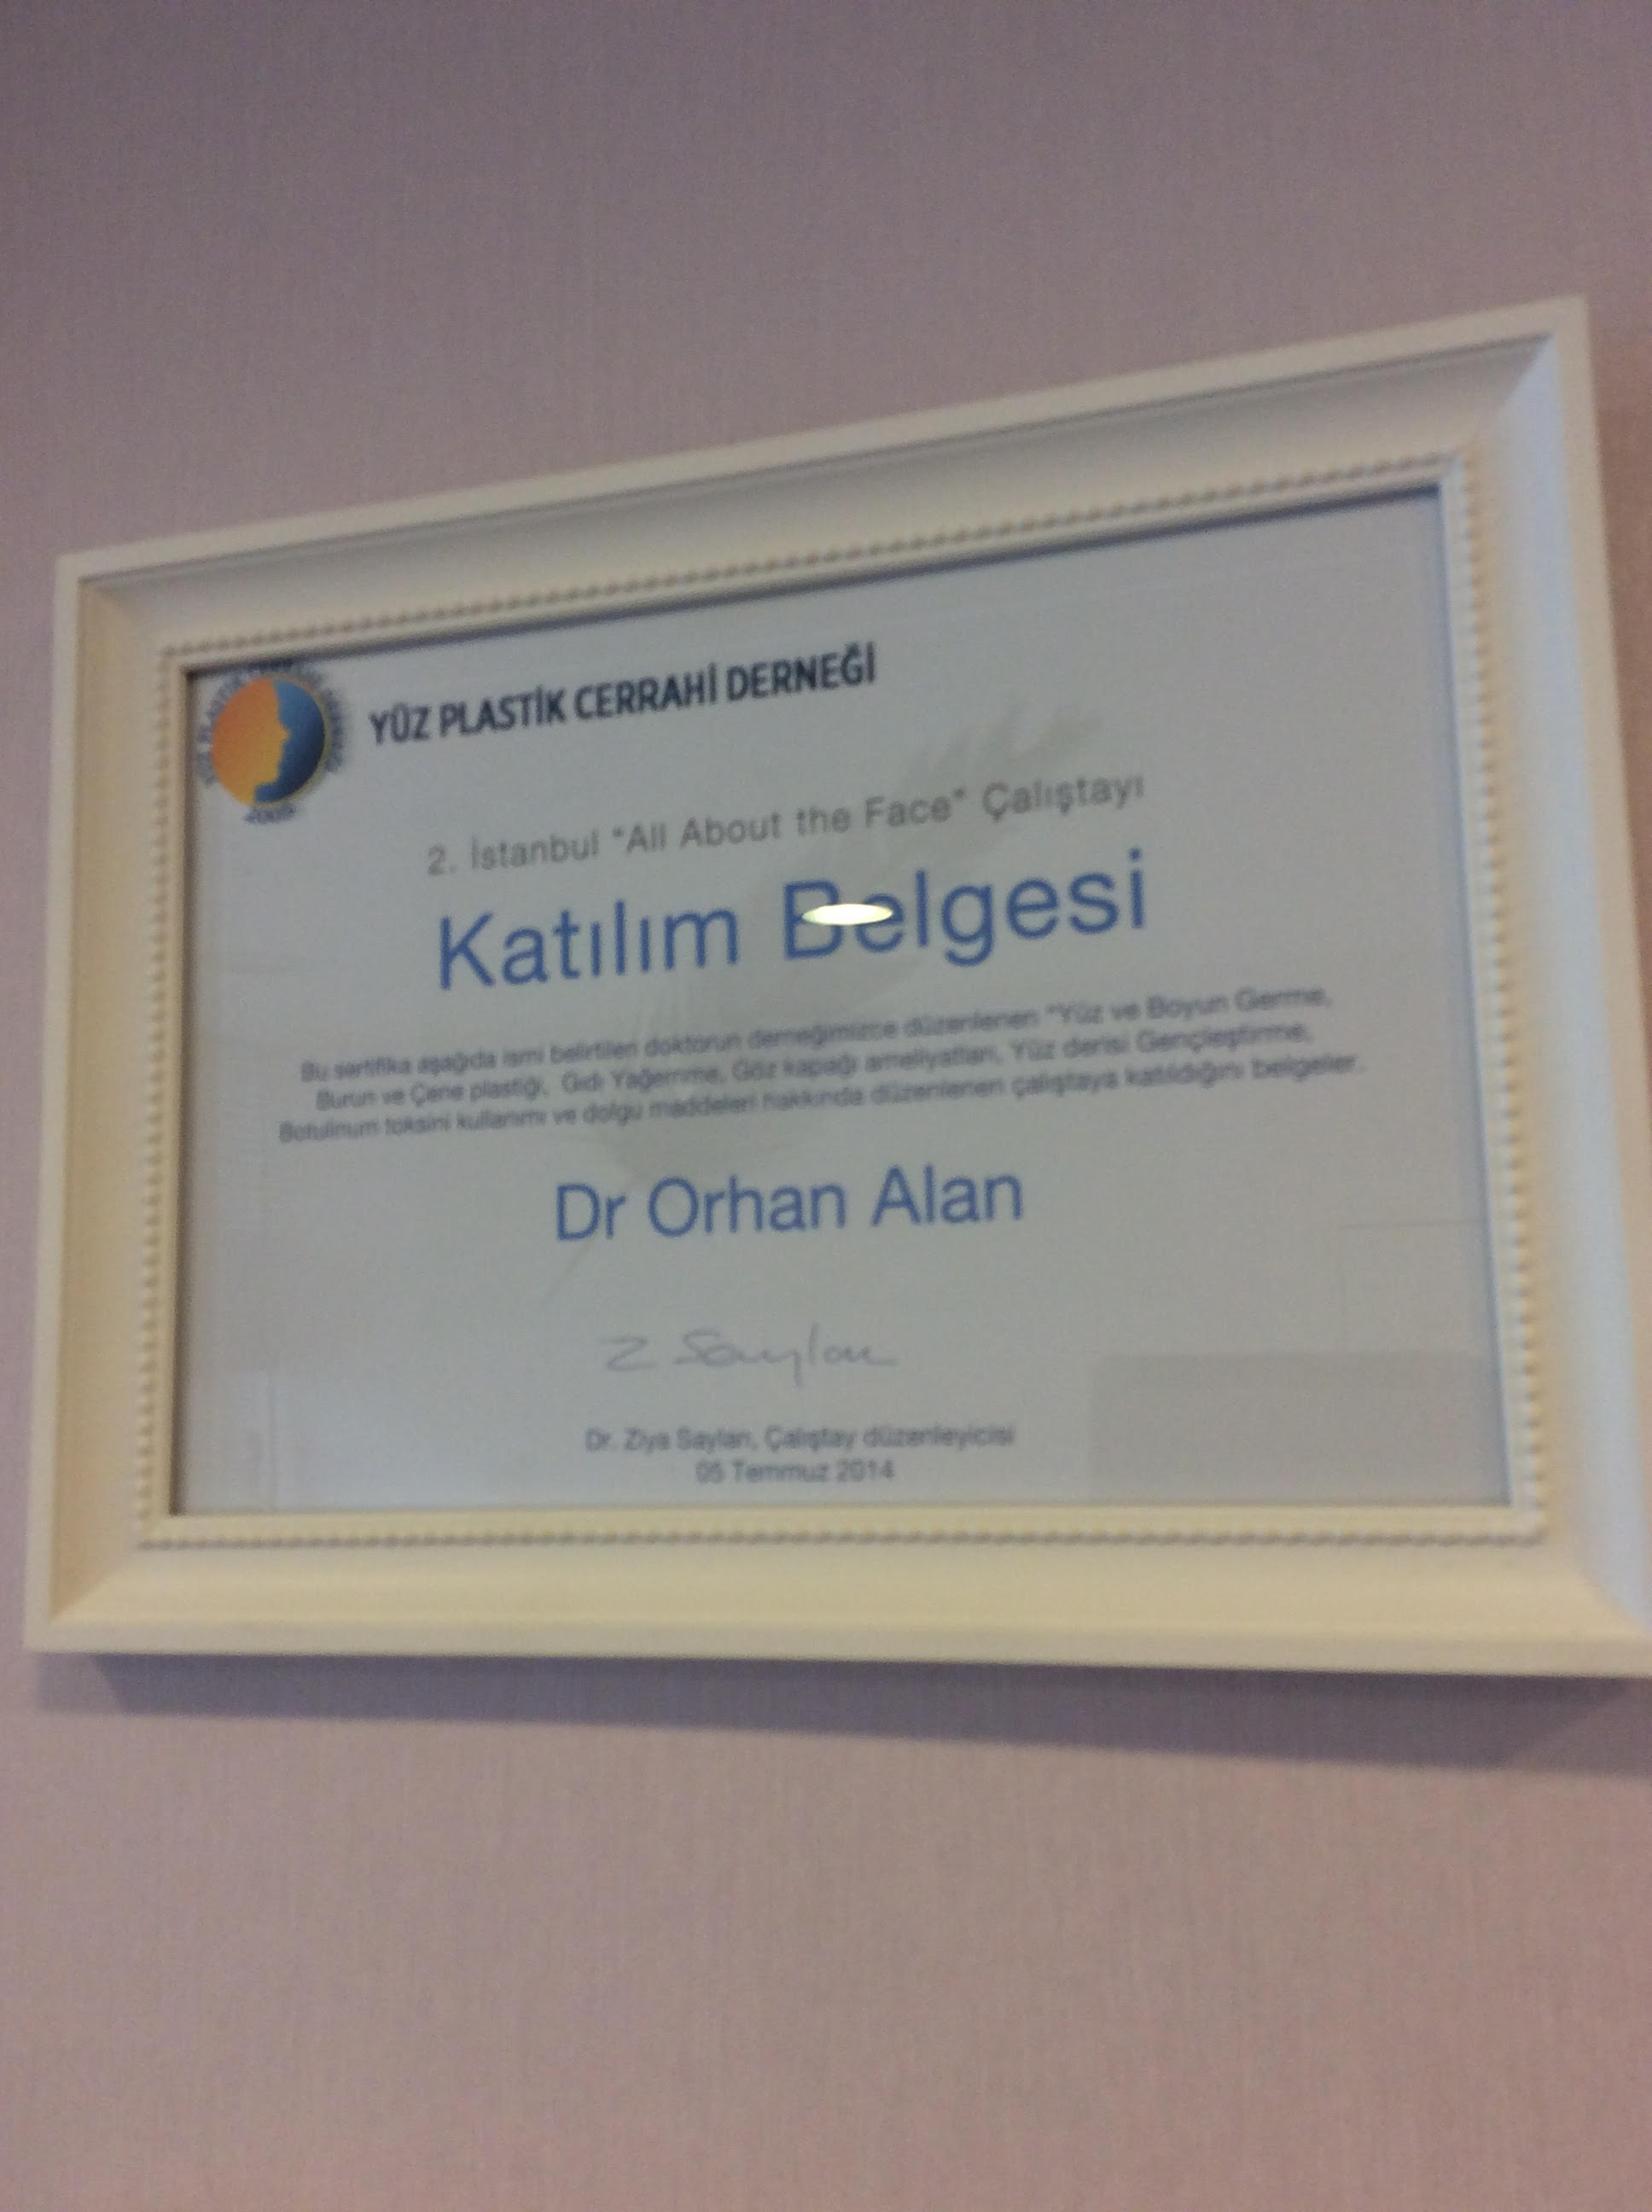 YÜZ PLASTİK CERRAHİ DERNEĞİ
2. İstanbul "All About the Face" Çalıştayı
Katılım Belgesi
Bu sertifika aşağıda ismi belirtilen doktorun derneğimizce düzenlenen "Yüz ve Boyun Germe,
Burun ve Çene plastiği, Gıdı Yağemme, Göz kapağı ameliyatları, Yüz derisi Gençleştirme,
Botulinum toksini kullanımı ve dolgu maddeleri hakkında düzenlenen çalıştaya katıldığını belgeler.
Dr Orhan Alan
Z Saylan
Dr. Ziya Saylan, Çalıştay düzenleyicisi
05 Temmuz 2014